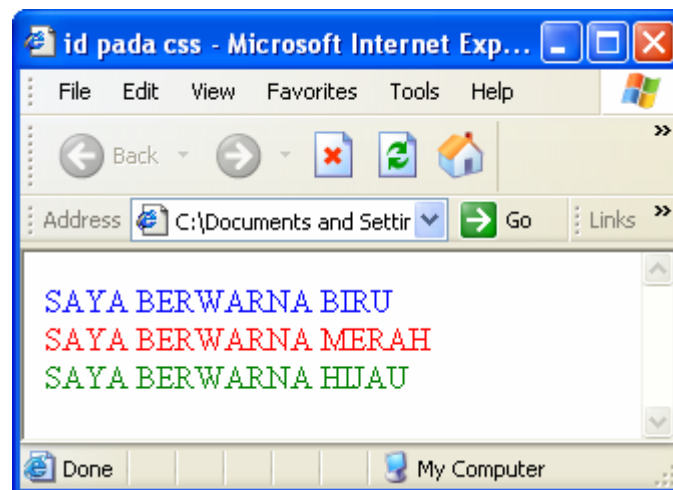 id pada css - Microsoft Internet Exp...
File Edit View Favorites Tools Help
Back »
Address C:\Documents and Settir Go Links »
SAYA BERWARNA BIRU
SAYA BERWARNA MERAH
SAYA BERWARNA HIJAU
Done My Computer